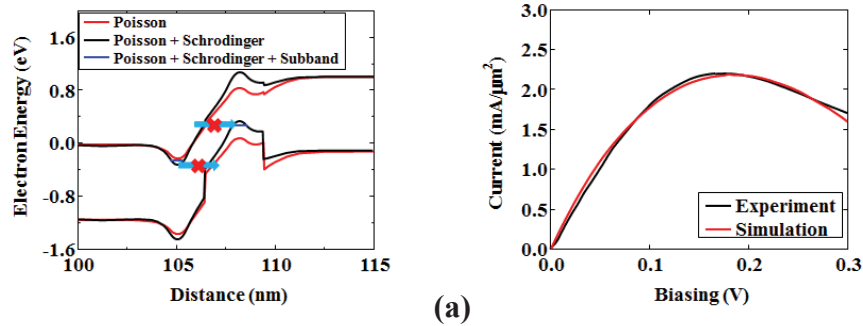 Poisson
Poisson + Schrodinger
Poisson + Schrodinger + Subband
Electron Energy (eV)
1.6
0.8
0.0
-0.8
-1.6
100
105
110
115
Distance (nm)
(a)
Current (mA/μm²)
3.0
2.5
2.0
1.5
1.0
0.5
0.0
0.0
0.1
0.2
0.3
Biasing (V)
Experiment
Simulation